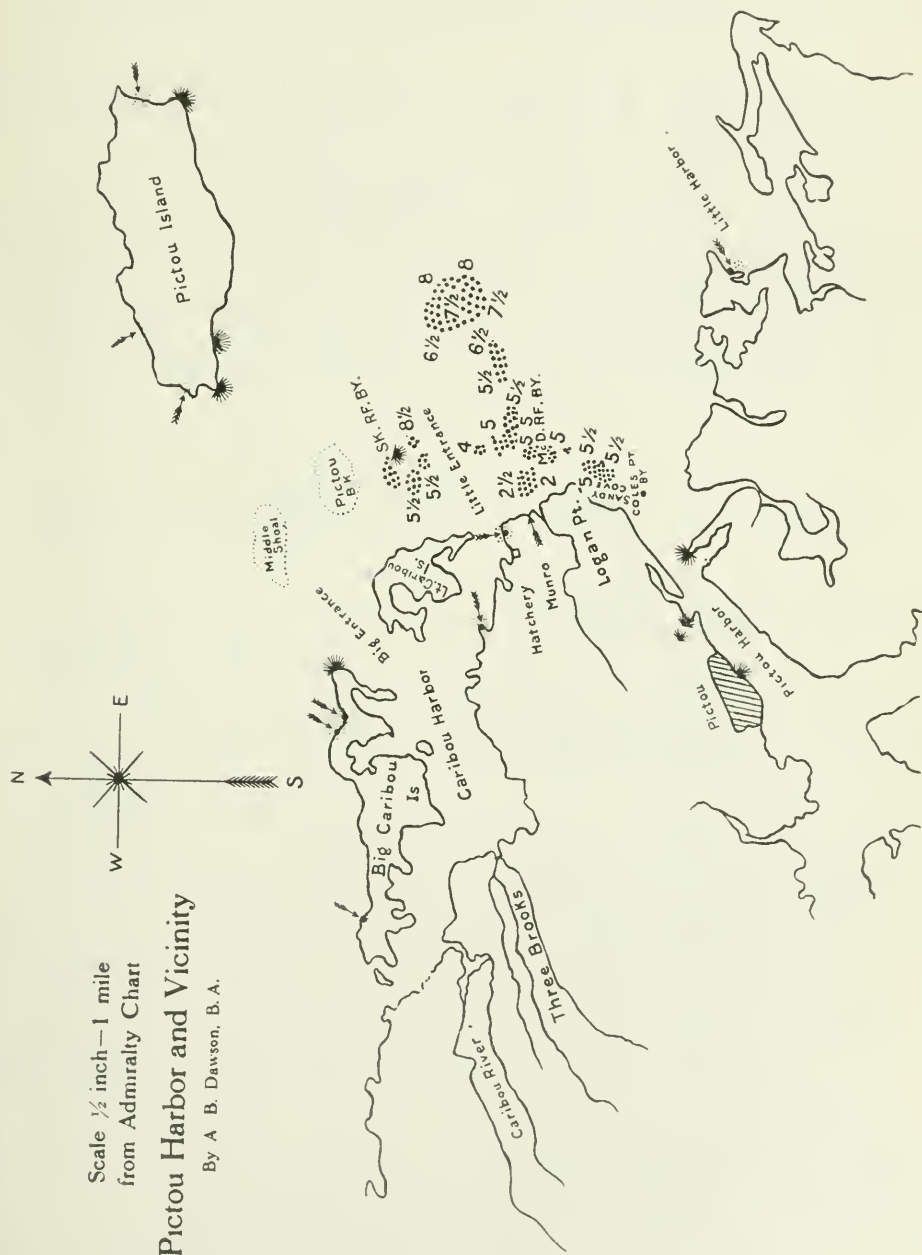 Scale ½ inch—1 mile
from Admiralty Chart
Pictou Harbor and Vicinity
By A B. Dawson, B. A.
N
W
E
S
Pictou Island
Middle
Shoal
Pictou
BK
SK. RF. BY.
Big Entrance
Little Entrance
Lt. Caribou
IS.
Big Caribou
Is
Caribou Harbor
Caribou River
Three Brooks
Hatchery
Munro
Logan Pt.
5½
5½
8½
6½
8
7½
8
7½
6½
5½
4
5
5½
2½
5
5
McD. RF. BY.
2
5
5
5½
5½
SANDY
COLES PT
BY
Pictou
Pictou Harbor
Little Harbor